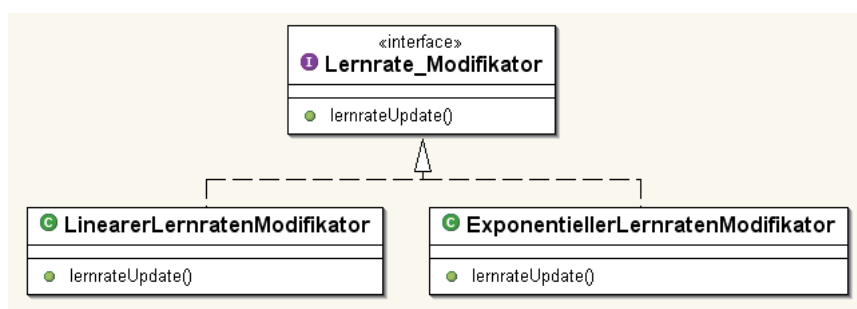 «interface»
Lernrate_Modifikator
lernrateUpdate()
LinearerLernratenModifikator
lernrateUpdate()
ExponentiellerLernratenModifikator
lernrateUpdate()